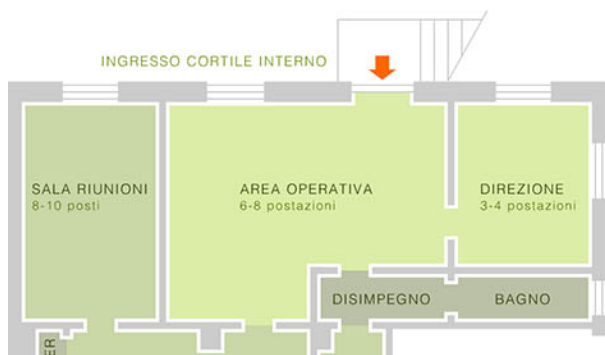 INGRESSO CORTILE INTERNO
SALA RIUNIONI
8-10 posti
AREA OPERATIVA
6-8 postazioni
DIREZIONE
3-4 postazioni
DISIMPEGNO
BAGNO